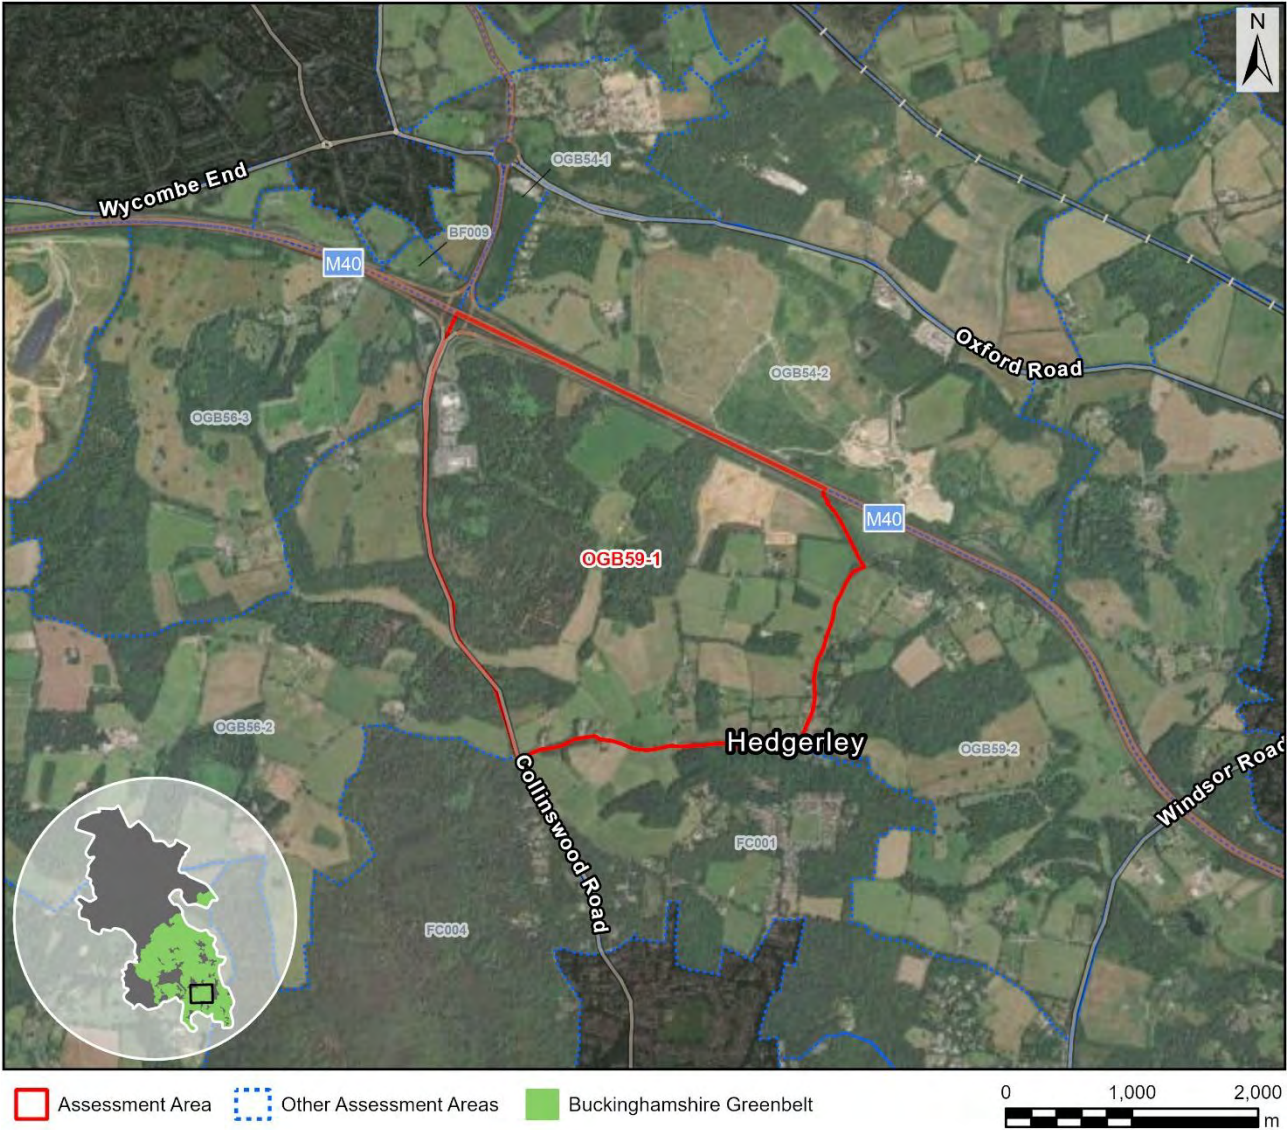 N
OGB54-1
Wycombe End
BF009
M40
Oxford Road
OGB54-2
OGB56-3
M40
OGB59-1
OGB56-2
Hedgerley
OGB59-2
Windsor Road
Collinswood Road
FC001
FC004
Assessment Area
Other Assessment Areas
Buckinghamshire Greenbelt
0 1,000 2,000
m